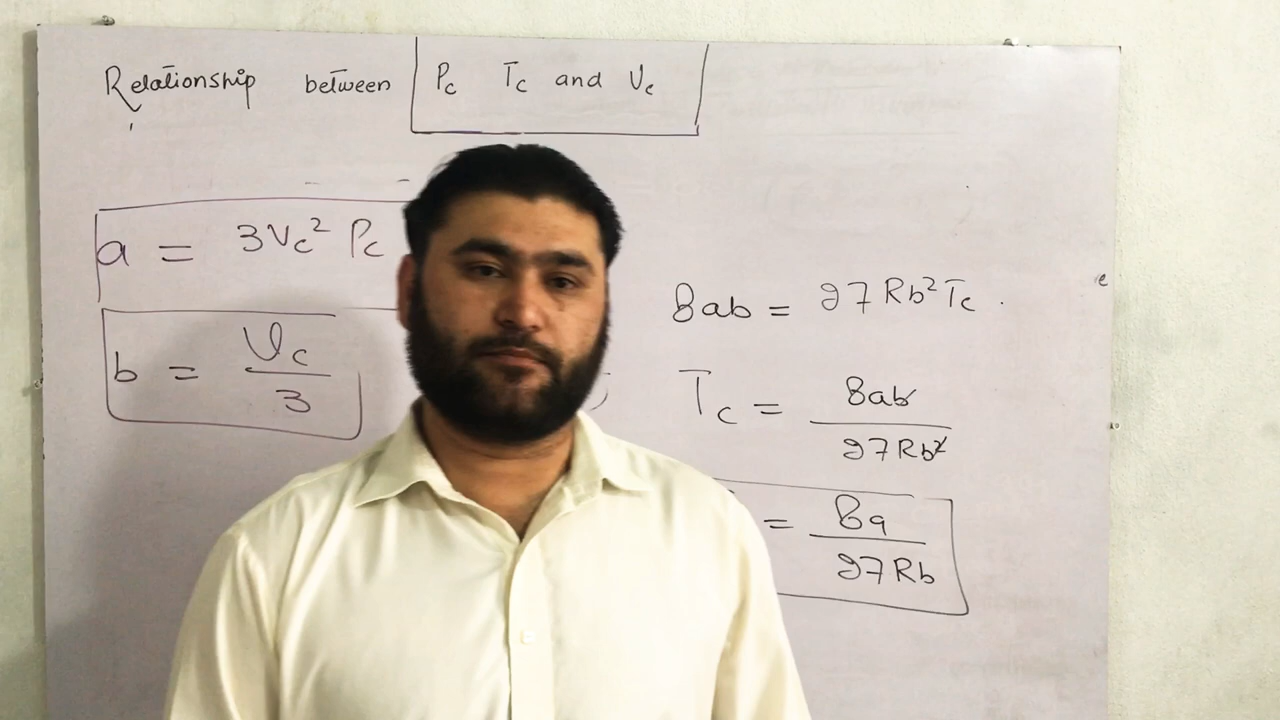 Relationship between Pc Tc and Vc
a = 3Vc² Pc
b = Vc/3
8ab = 27Rb²Tc .
Tc = 8ab/27Rb²
= 8a/27Rb